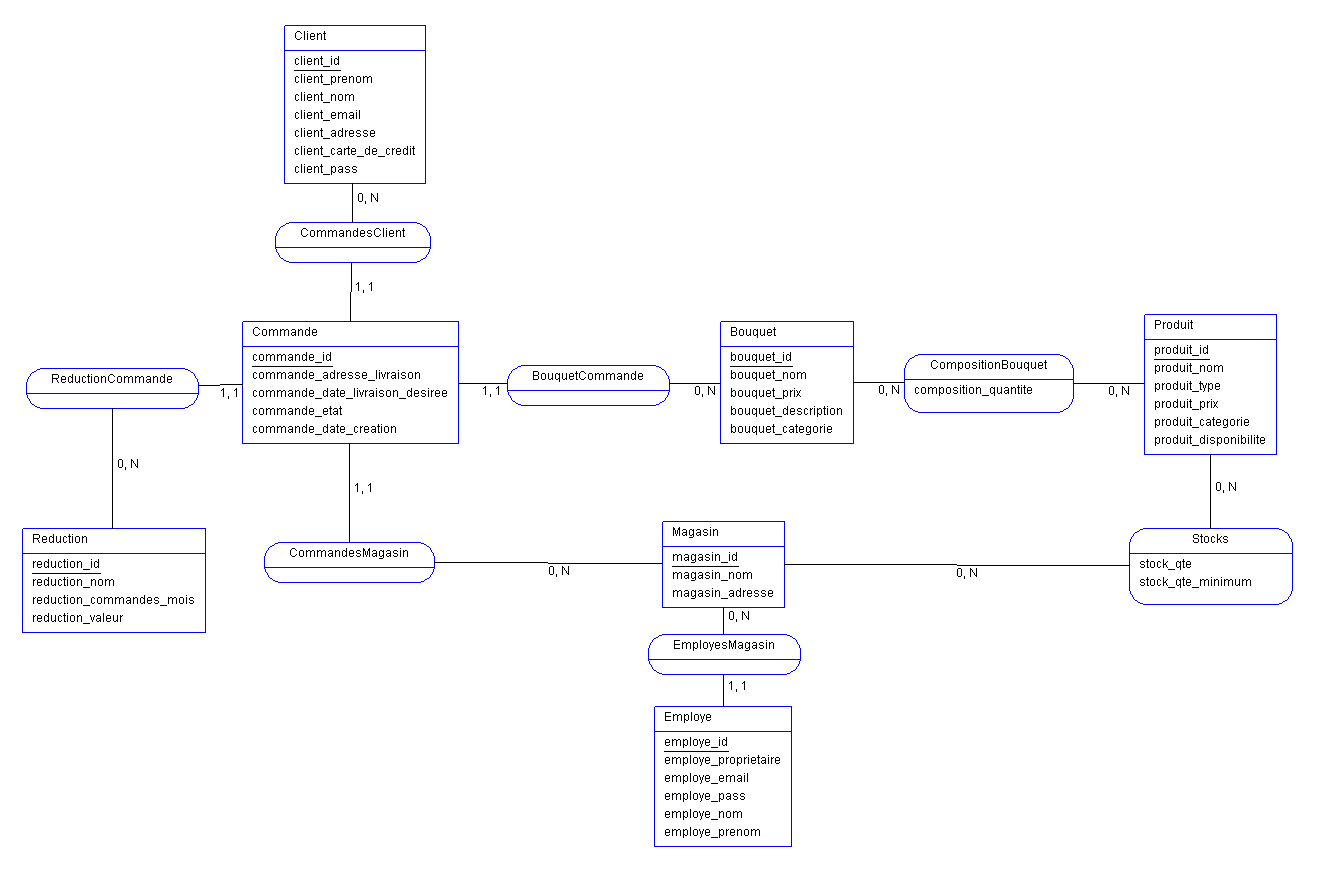 Client
client_id
client_prenom
client_nom
client_email
client_adresse
client_carte_de_credit
client_pass
0, N
CommandesClient
1, 1
Commande
commande_id
commande_adresse_livraison
commande_date_livraison_desiree
commande_etat
commande_date_creation
ReductionCommande
1, 1
0, N
Reduction
reduction_id
reduction_nom
reduction_commandes_mois
reduction_valeur
1, 1
BouquetCommande
0, N
Bouquet
bouquet_id
bouquet_nom
bouquet_prix
bouquet_description
bouquet_categorie
0, N
CompositionBouquet
composition_quantite
0, N
Produit
produit_id
produit_nom
produit_type
produit_prix
produit_categorie
produit_disponibilite
0, N
Stocks
stock_qte
stock_qte_minimum
1, 1
CommandesMagasin
0, N
Magasin
magasin_id
magasin_nom
magasin_adresse
0, N
0, N
EmployesMagasin
1, 1
Employe
employe_id
employe_proprietaire
employe_email
employe_pass
employe_nom
employe_prenom